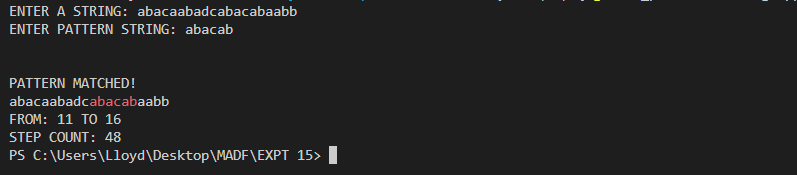 ENTER A STRING: abacaabadcabacabaabb
ENTER PATTERN STRING: abacab
PATTERN MATCHED!
abacaabadcabacabaabb
FROM: 11 TO 16
STEP COUNT: 48
PS C:\Users\Lloyd\Desktop\MADF\EXPT 15>